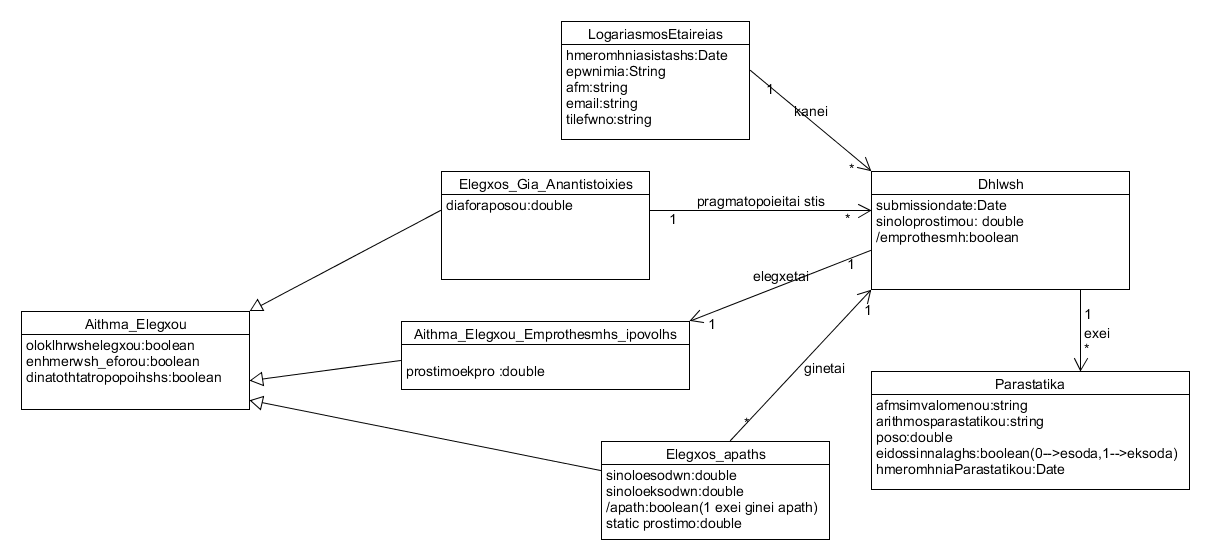 LogariasmosEtaireias
hmeromhniasistashs:Date
epwnimia:String
afm:string
email:string
tilefwno:string
1
kanei
*
Elegxos_Gia_Anantistoixies
diaforaposou:double
pragmatopoieitai stis
1
*
Dhlwsh
submissiondate:Date
sinoloprostimou: double
/emprothesmh:boolean
1
elegxetai
1
Aithma_Elegxou
oloklhrwshelegxou:boolean
enhmerwsh_eforou:boolean
dinatothtatropopoihshs:boolean
Aithma_Elegxou_Emprothesmhs_ipovolhs
prostimoekpro :double
1
ginetai
*
1
exei
*
Parastatika
afmsimvalomenou:string
arithmosparastatikou:string
poso:double
eidossinnalaghs:boolean(0-->esoda,1-->eksoda)
hmeromhniaParastatikou:Date
Elegxos_apaths
sinoloesodwn:double
sinoloeksodwn:double
/apath:boolean(1 exei ginei apath)
static prostimo:double